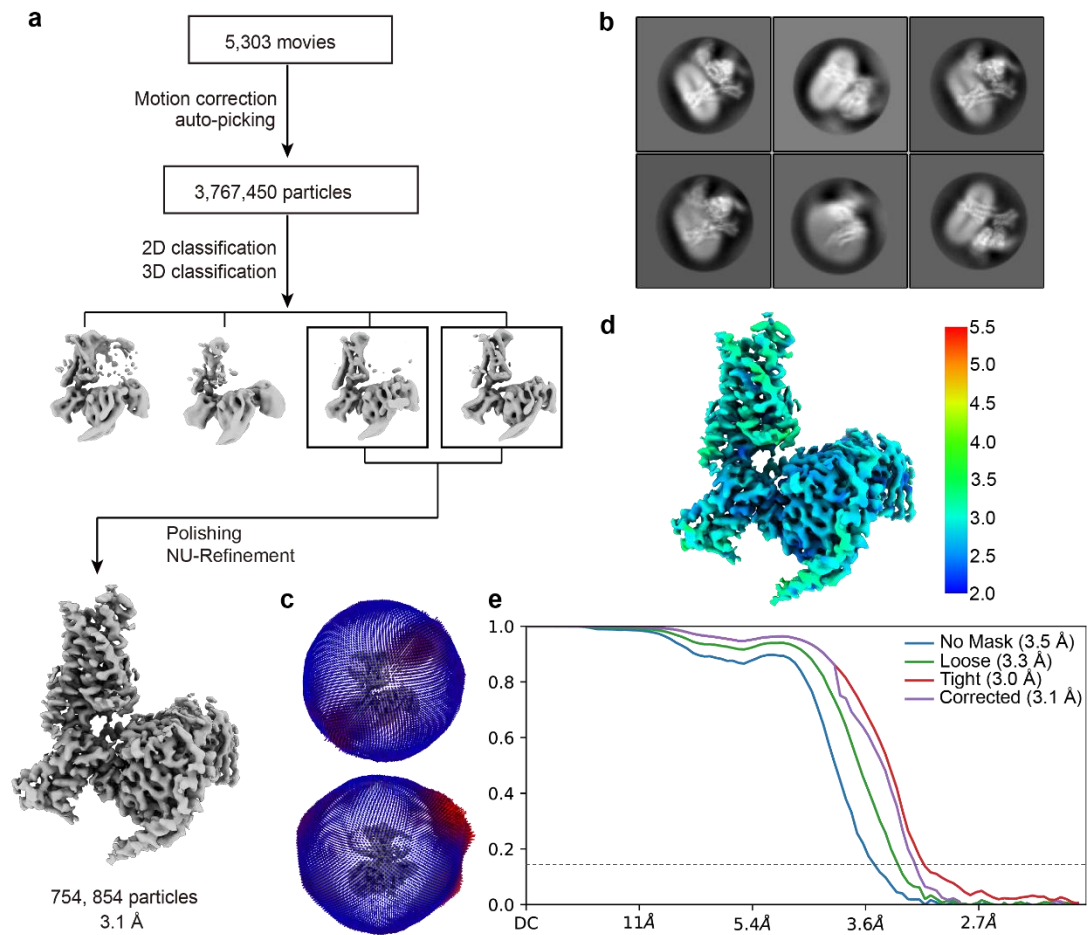 a
5,303 movies
Motion correction
auto-picking
3,767,450 particles
2D classification
3D classification
Polishing
NU-Refinement
754, 854 particles
3.1 Å
b
c
d
5.5
5.0
4.5
4.0
3.5
3.0
2.5
2.0
e
1.0
0.8
0.6
0.4
0.2
0.0
No Mask (3.5 Å)
Loose (3.3 Å)
Tight (3.0 Å)
Corrected (3.1 Å)
DC 11Å 5.4Å 3.6Å 2.7Å